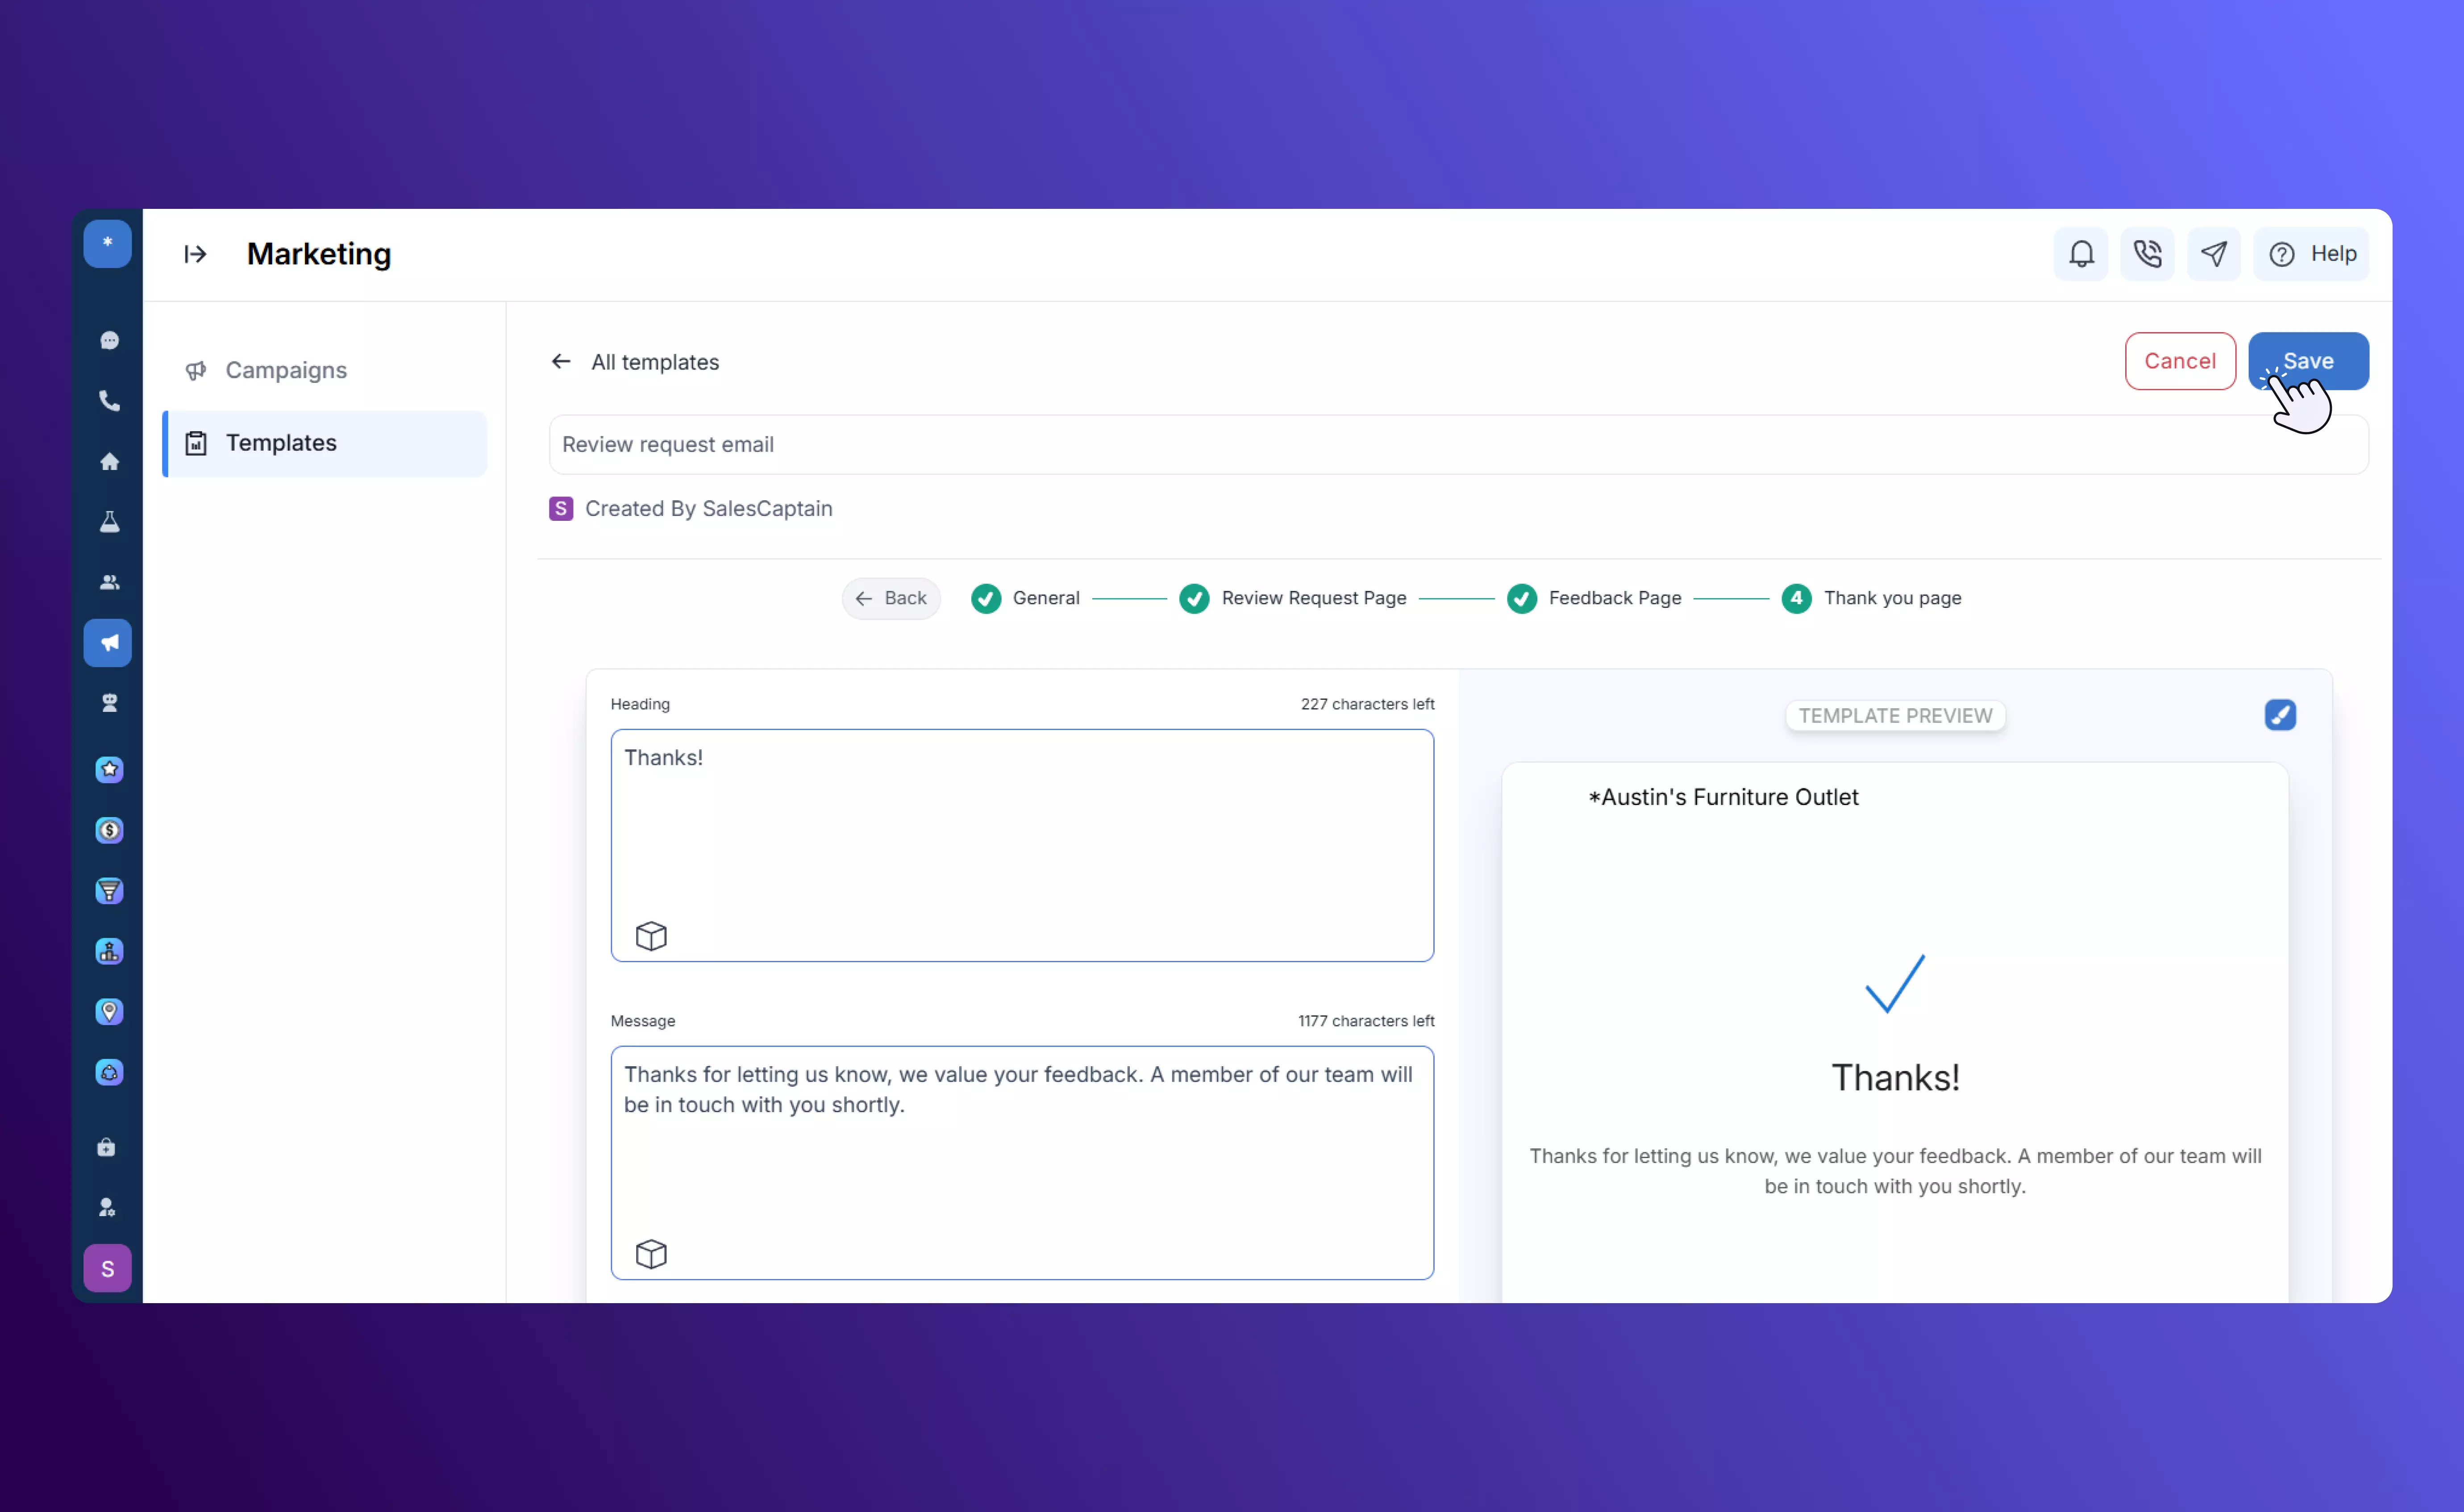 *
Marketing
Help
Campaigns
Templates
All templates
Cancel
Save
Review request email
S
Created By SalesCaptain
Back
General
Review Request Page
Feedback Page
4
Thank you page
Heading
227 characters left
Thanks!
Message
1177 characters left
Thanks for letting us know, we value your feedback. A member of our team will
be in touch with you shortly.
TEMPLATE PREVIEW
*Austin's Furniture Outlet
Thanks!
Thanks for letting us know, we value your feedback. A member of our team will
be in touch with you shortly.
S